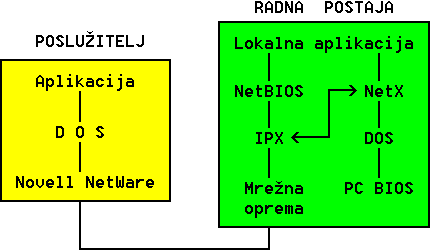 RADNA POSTAJA
POSLUŽITELJ
Lokalna aplikacija
Aplikacija
NetBIOS NetX
D O S
IPX DOS
Novell NetWare
Mrežna PC BIOS
oprema